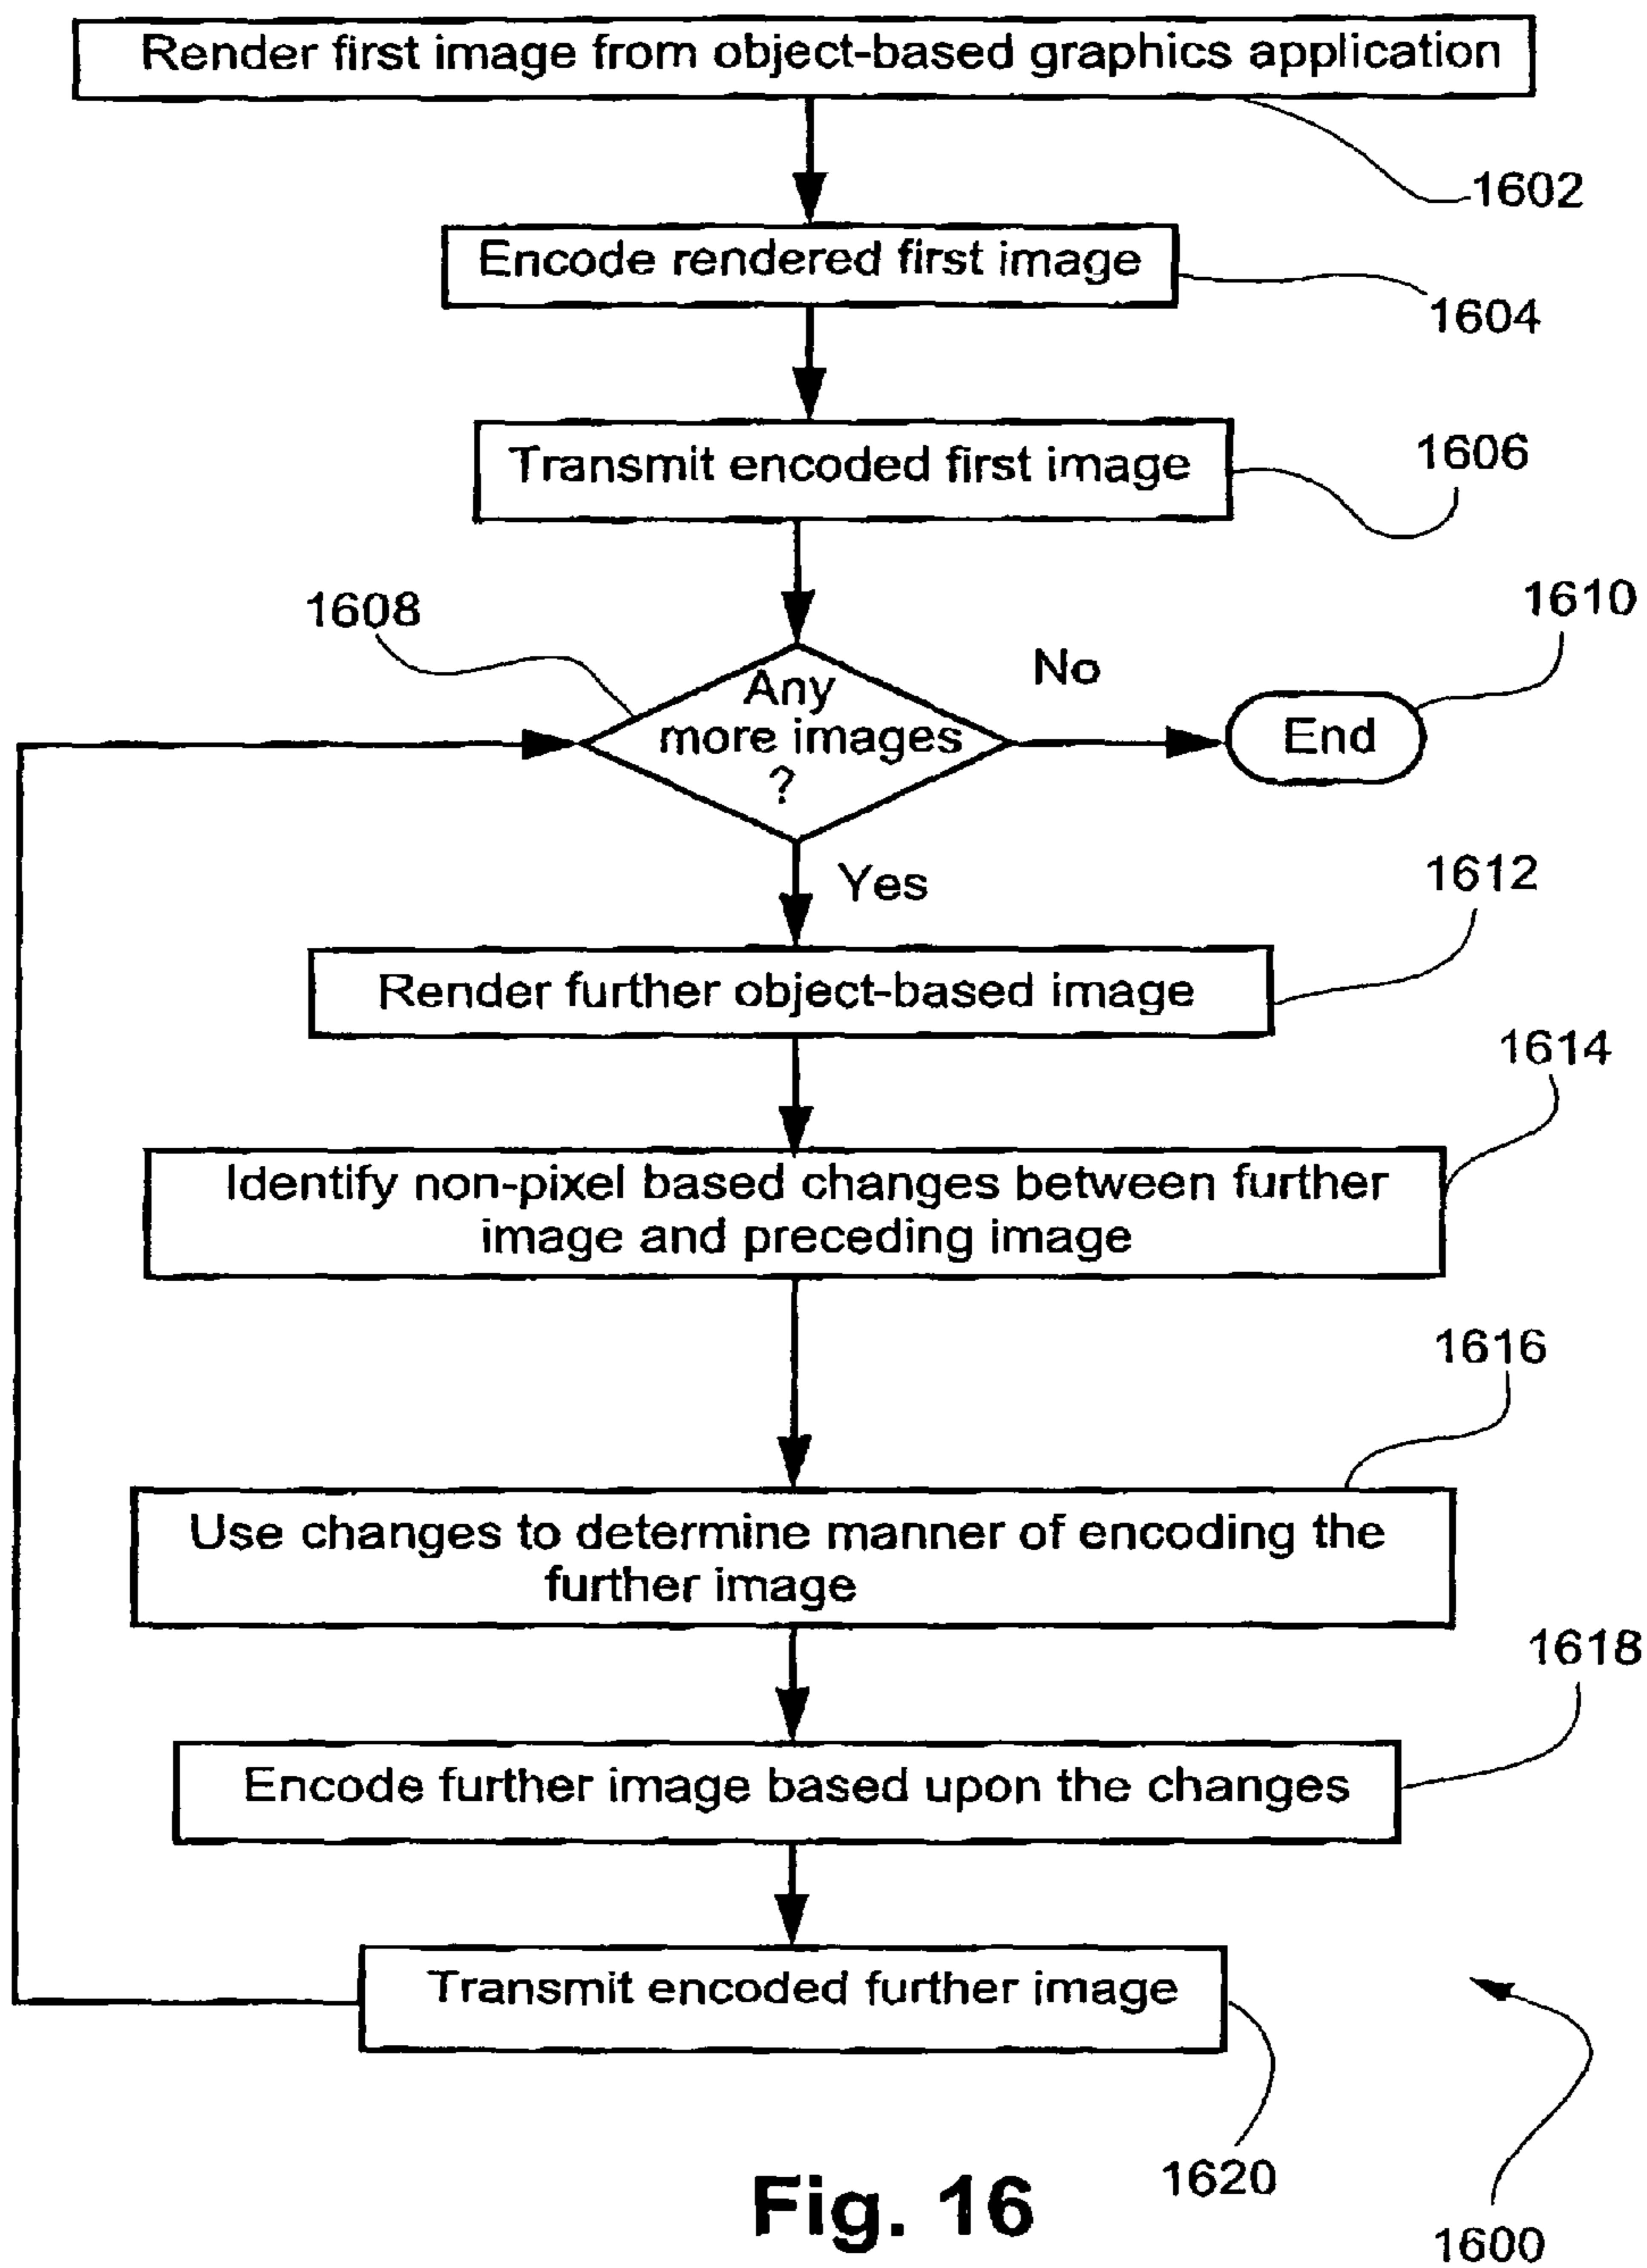 Render first image from object-based graphics application
1602
Encode rendered first image
1604
Transmit encoded first image
1606
1608
1610
Any
more images
?
No
End
Yes
1612
Render further object-based image
1614
Identify non-pixel based changes between further
image and preceding image
1616
Use changes to determine manner of encoding the
further image
1618
Encode further image based upon the changes
Transmit encoded further image
1620
Fig. 16
1600